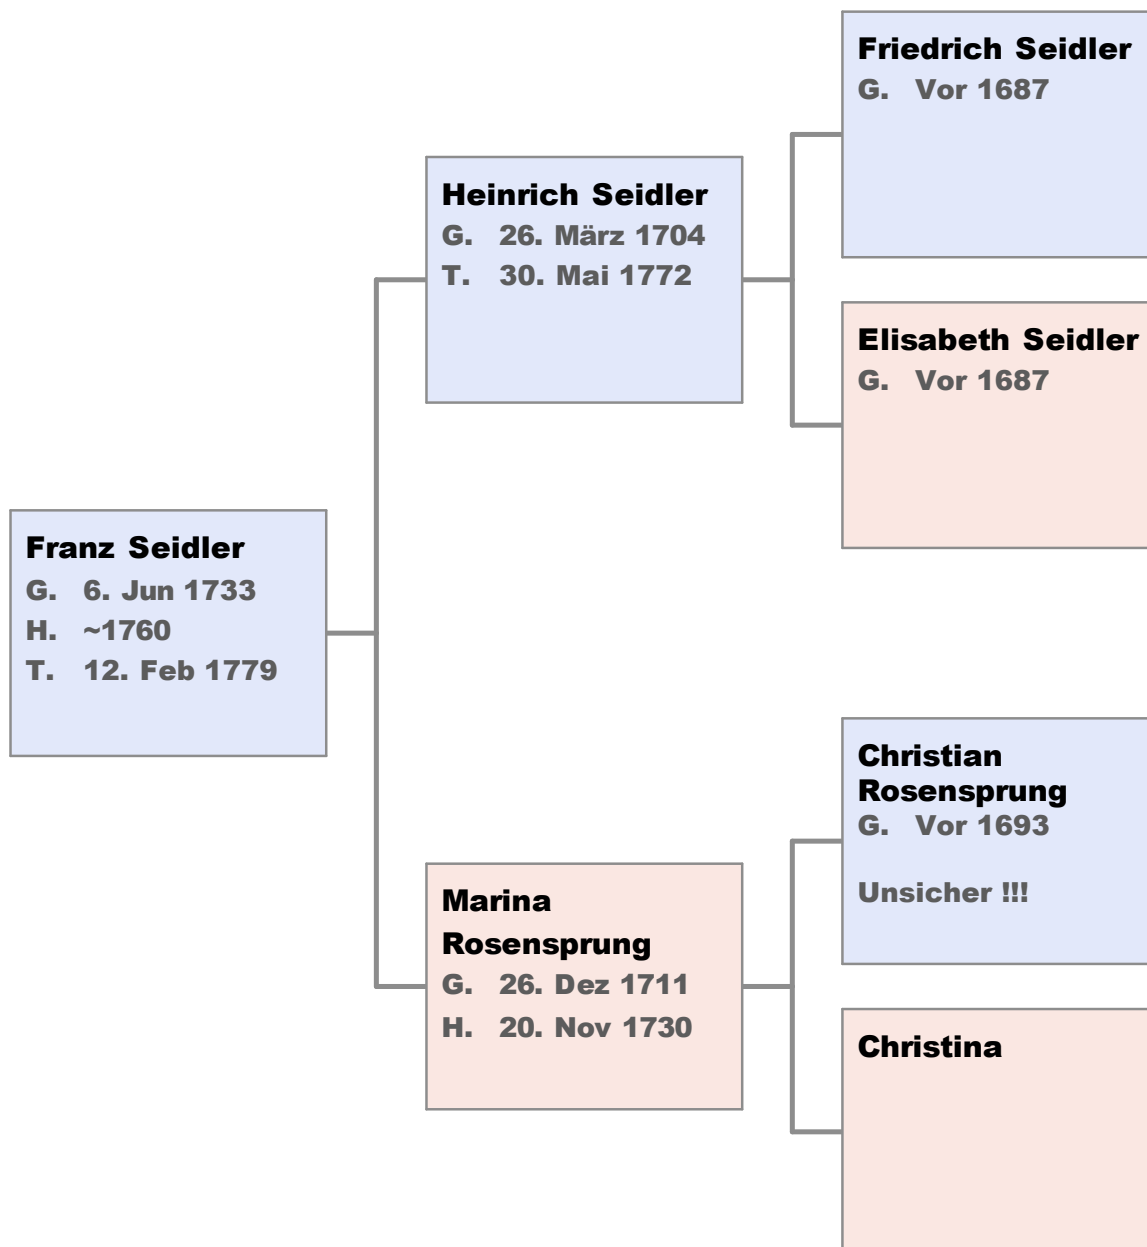 Friedrich Seidler
G. Vor 1687
Heinrich Seidler
G. 26. März 1704
T. 30. Mai 1772
Elisabeth Seidler
G. Vor 1687
Franz Seidler
G. 6. Jun 1733
H. ~1760
T. 12. Feb 1779
Christian
Rosensprung
G. Vor 1693
Unsicher !!!
Marina
Rosensprung
G. 26. Dez 1711
H. 20. Nov 1730
Christina